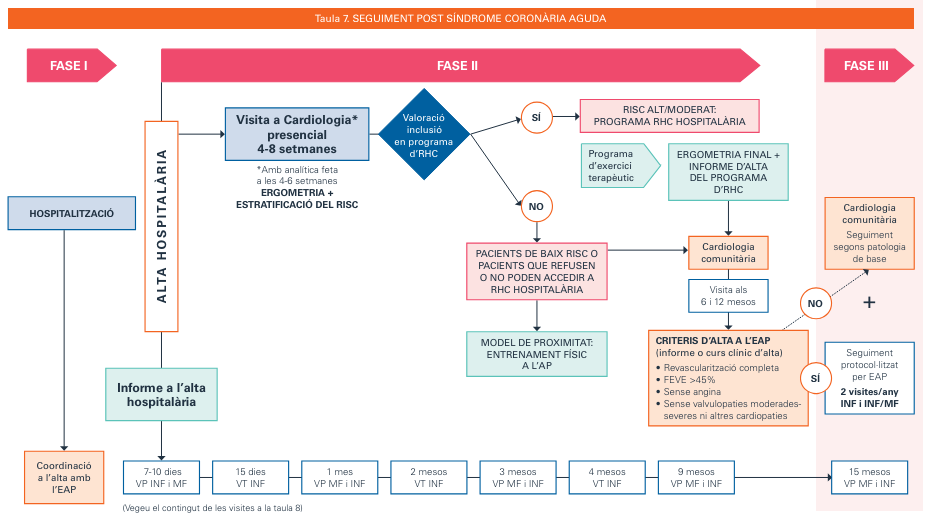 Taula 7. SEGUIMENT POST SÍNDROME CORONÀRIA AGUDA
FASE I
FASE II
FASE III
HOSPITALITZACIÓ
Coordinació
a l'alta amb
l'EAP
ALTA HOSPITALÀRIA
Informe a l'alta
hospitalària
Visita a Cardiologia*
presencial
4-8 setmanes
*Amb analítica feta
a les 4-6 setmanes
ERGOMETRIA +
ESTRATIFICACIÓ DEL RISC
Valoració
inclusió
en programa
d'RHC
SÍ
RISC ALT/MODERAT:
PROGRAMA RHC HOSPITALÀRIA
Programa
d'exercici
terapèutic
ERGOMETRIA FINAL +
INFORME D'ALTA
DEL PROGRAMA
D'RHC
NO
PACIENTS DE BAIX RISC O
PACIENTS QUE REFUSEN
O NO PODEN ACCEDIR A
RHC HOSPITALÀRIA
MODEL DE PROXIMITAT:
ENTRENAMENT FÍSIC
A L'AP
Cardiologia
comunitària
Visita als
6 i 12 mesos
CRITERIS D'ALTA A L'EAP
(informe o curs clínic d'alta)
• Revascularització completa
• FEVE >45%
• Sense angina
• Sense valvulopaties moderades-
severes ni altres cardiopaties
NO
SÍ
Cardiologia
comunitària
Seguiment
segons patologia
de base
+
Seguiment
protocol·litzat
per EAP
2 visites/any
INF i INF/MF
7-10 dies
VP INF i MF
15 dies
VT INF
1 mes
VP MF i INF
2 mesos
VT INF
3 mesos
VP MF i INF
4 mesos
VT INF
9 mesos
VP MF i INF
15 mesos
VP MF i INF
(Vegeu el contingut de les visites a la taula 8)